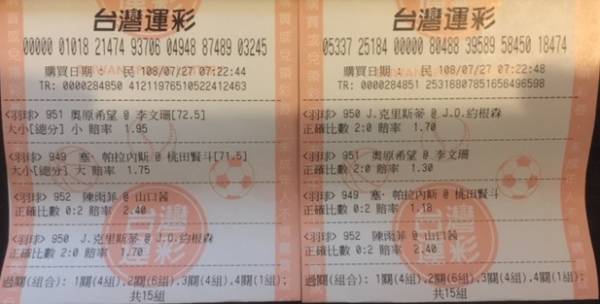 台灣運彩
00000 01018 21474 93706 04948 87489 03245
購買日期： 民 108/07/27 07:22:44
TR: 0000284850 41211976510522412463
<羽球> 951 奧原希望 @ 李文珊[72.5]
大小[總分] 小 賠率 1.95
<羽球> 949 塞．帕拉內斯 @ 桃田賢斗[71.5]
大小[總分] 大 賠率 1.75
<羽球> 952 陳雨菲 @ 山口茜
正確比數 0:2 賠率 2.40
<羽球> 950 J.克里斯蒂 @ J.O.約根森
正確比數 2:0 賠率 1.70
過關(組合)： 1關(4組).2關(6組).3關(4組).4關(1組)；
共15組
台灣運彩
05337 25184 00000 80488 39589 58450 18474
購買日期： 民 108/07/27 07:22:48
TR: 0000284851 25316807851656496598
<羽球> 950 J.克里斯蒂 @ J.O.約根森
正確比數 2:0 賠率 1.70
<羽球> 951 奧原希望 @ 李文珊
正確比數 2:0 賠率 1.30
<羽球> 949 塞．帕拉內斯 @ 桃田賢斗
正確比數 0:2 賠率 1.18
<羽球> 952 陳雨菲 @ 山口茜
正確比數 0:2 賠率 2.40
過關(組合)： 1關(4組).2關(6組).3關(4組).4關(1組)；
共15組